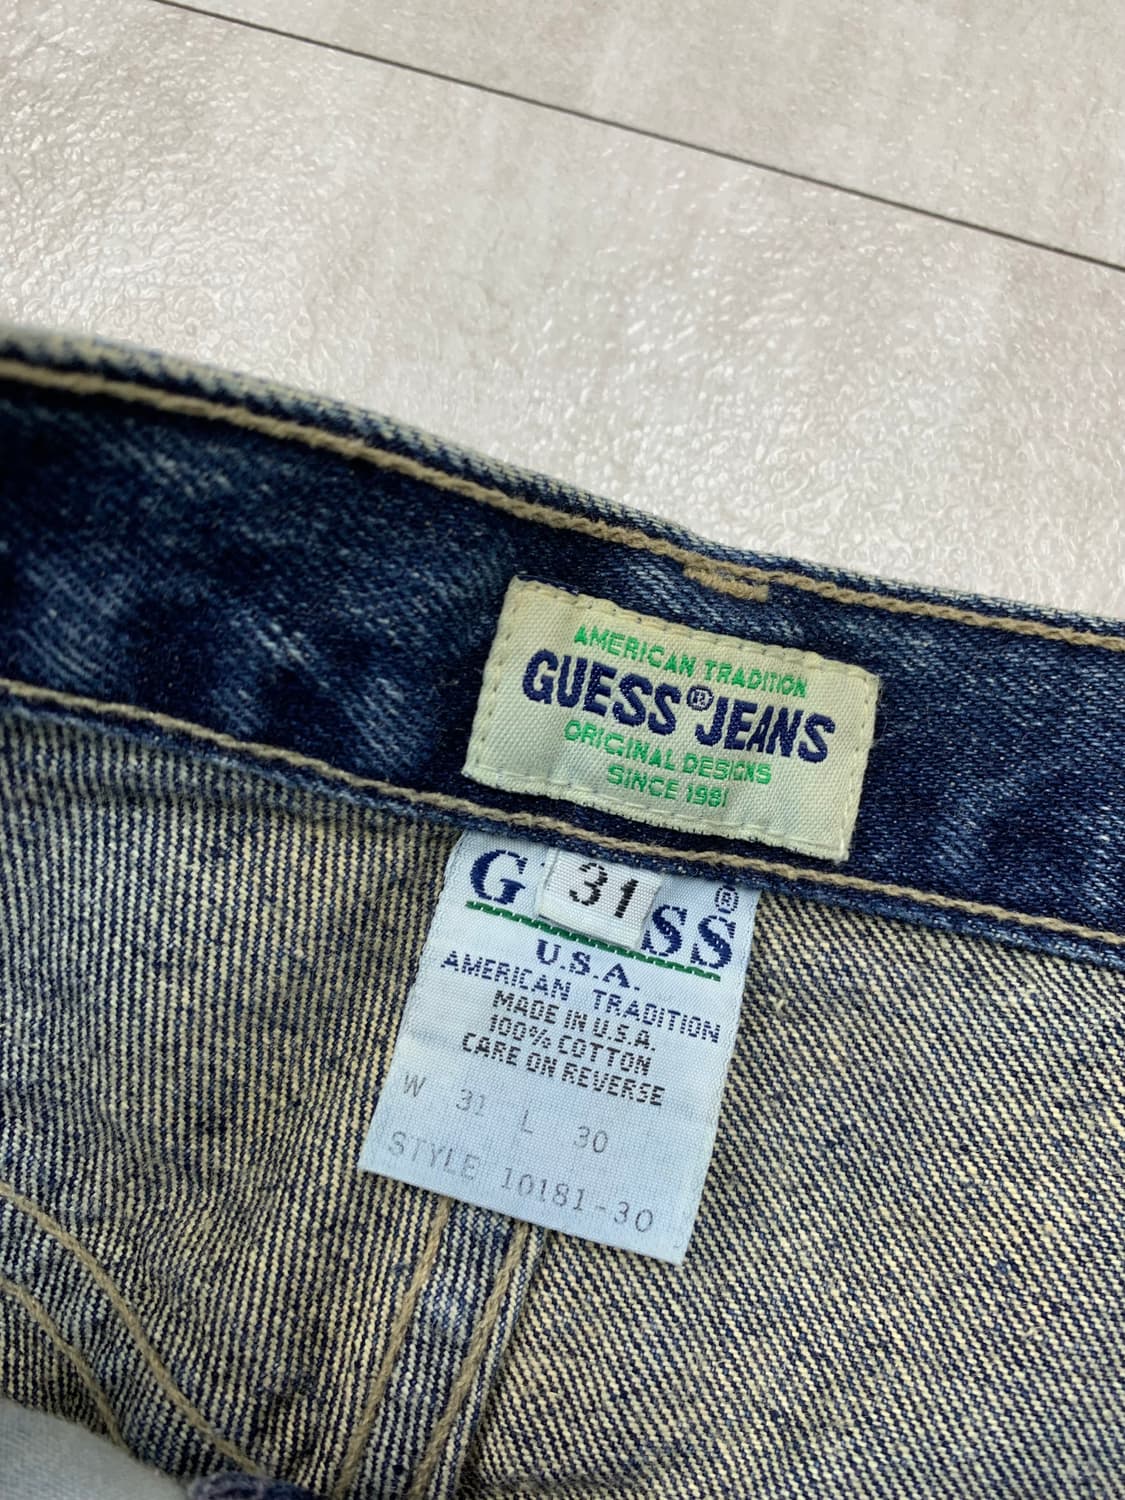 AMERICAN TRADITION
GUESS® JEANS
ORIGINAL DESIGNS
SINCE 1981
31
G SS ®
U.S.A.
AMERICAN TRADITION
MADE IN U.S.A.
100% COTTON
CARE ON REVERSE
W 31 L 30
STYLE 10181-30